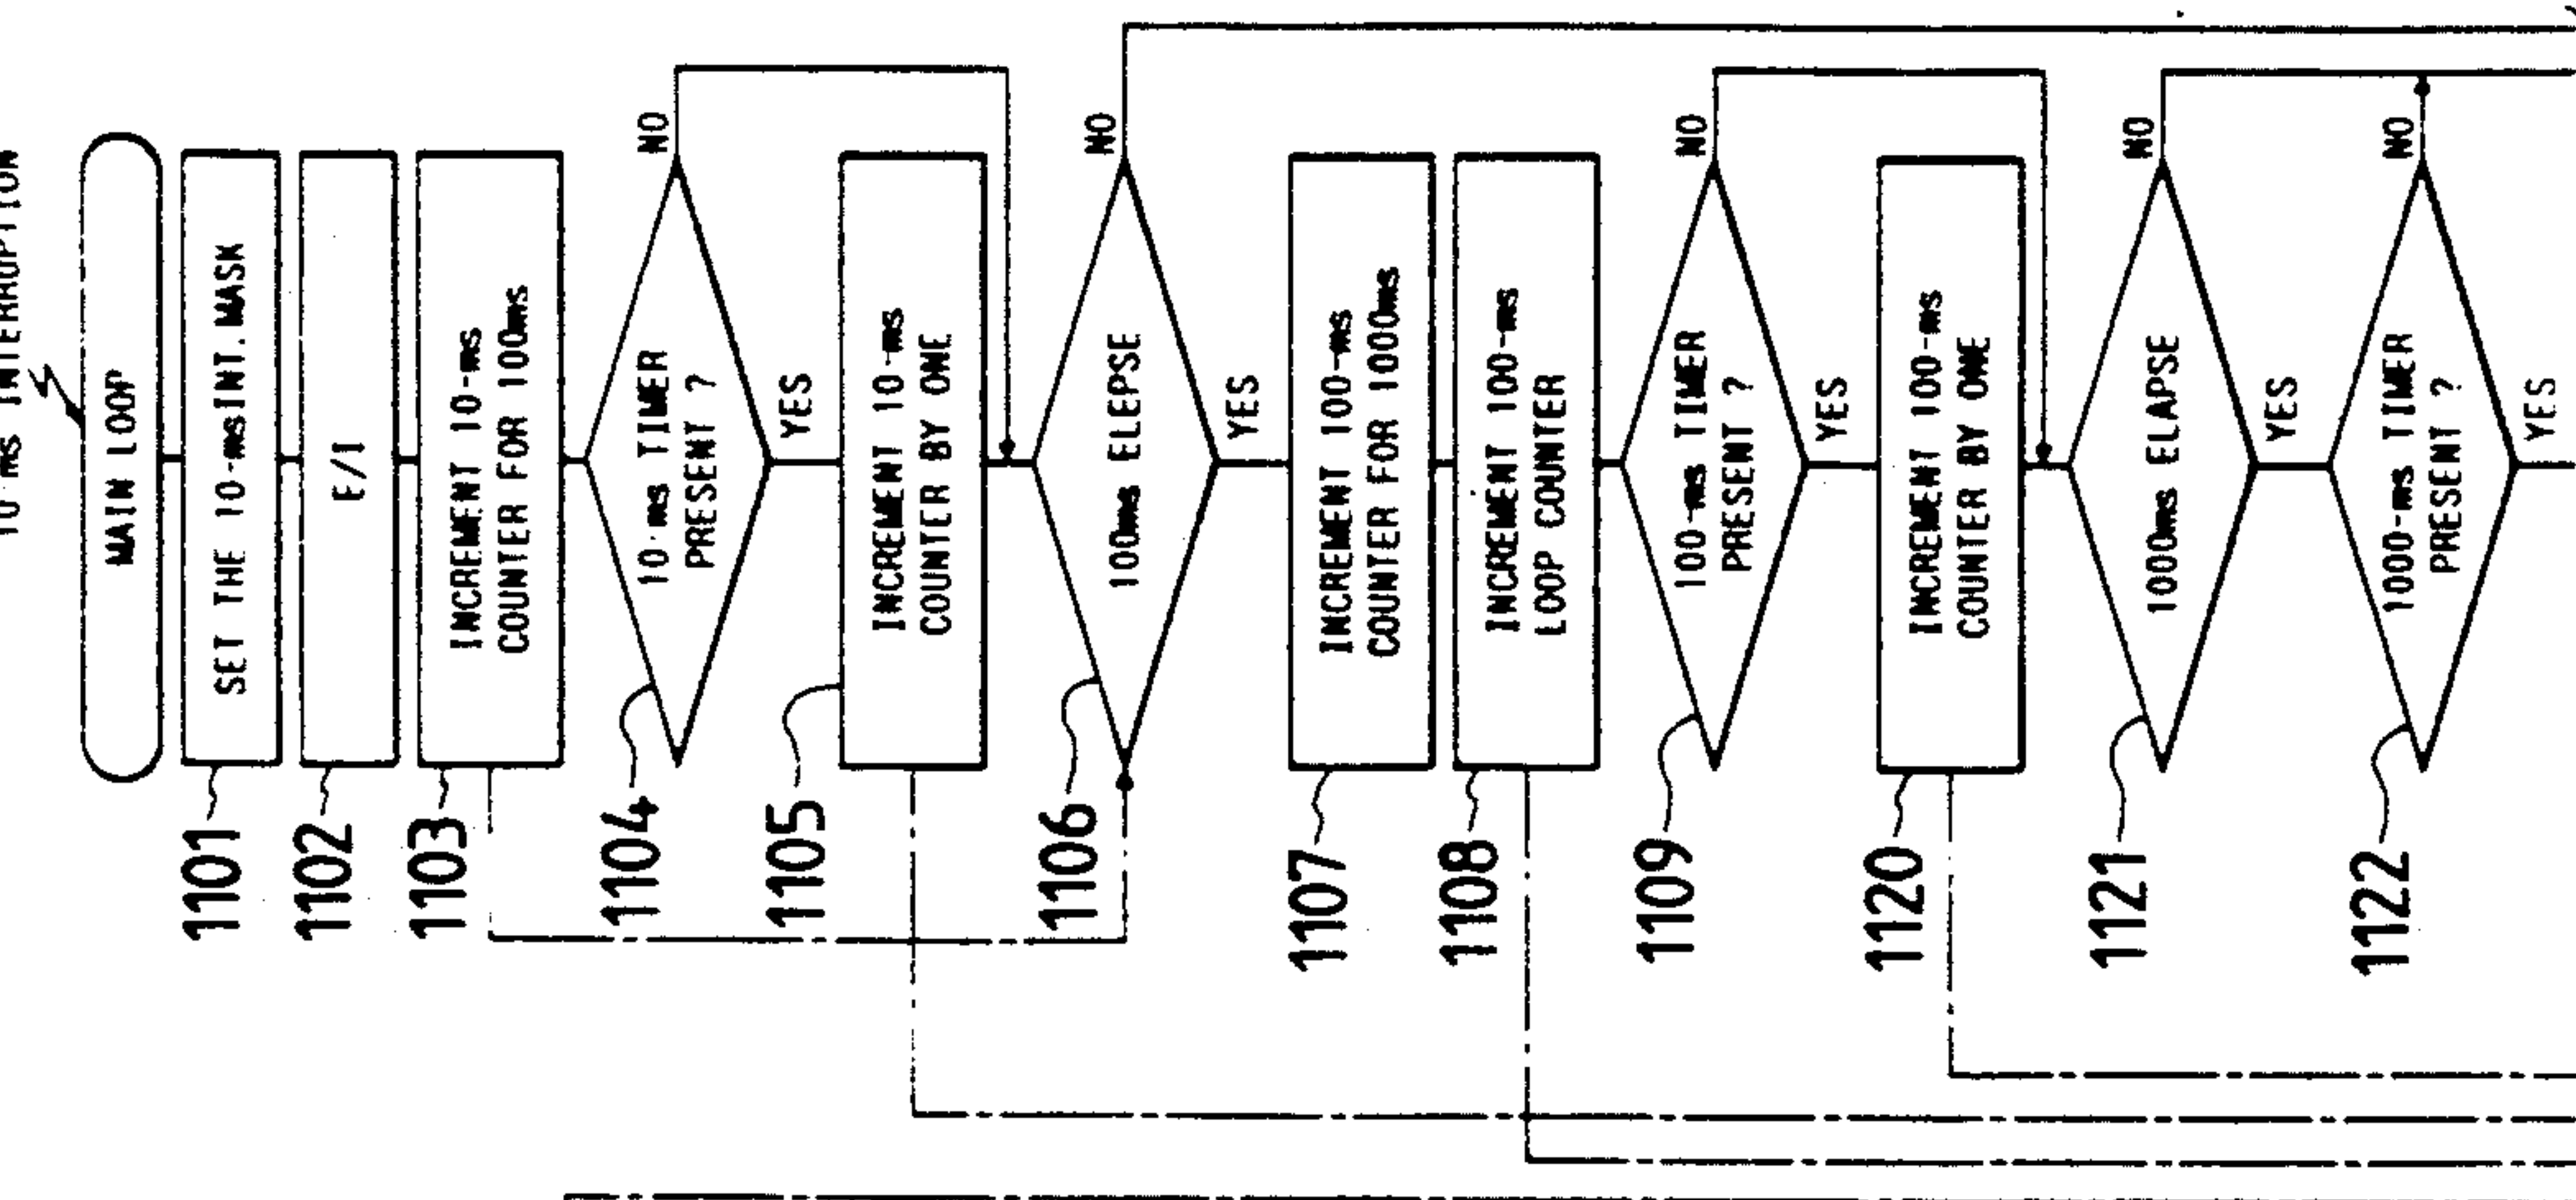 10 MS INTERRUPTION
MAIN LOOP
1101
SET THE 10-msINT.MASK
1102
E/I
1103
INCREMENT 10-ms
COUNTER FOR 100ms
1104
10-ms TIMER
PRESENT ?
NO
YES
1105
INCREMENT 10-ms
COUNTER BY ONE
1106
100ms ELEPSE
NO
YES
1107
INCREMENT 100-ms
COUNTER FOR 1000ms
1108
INCREMENT 100-ms
LOOP COUNTER
1109
100-ms TIMER
PRESENT ?
NO
YES
1120
INCREMENT 100-ms
COUNTER BY ONE
1121
1000ms ELAPSE
NO
YES
1122
1000-ms TIMER
PRESENT ?
NO
YES